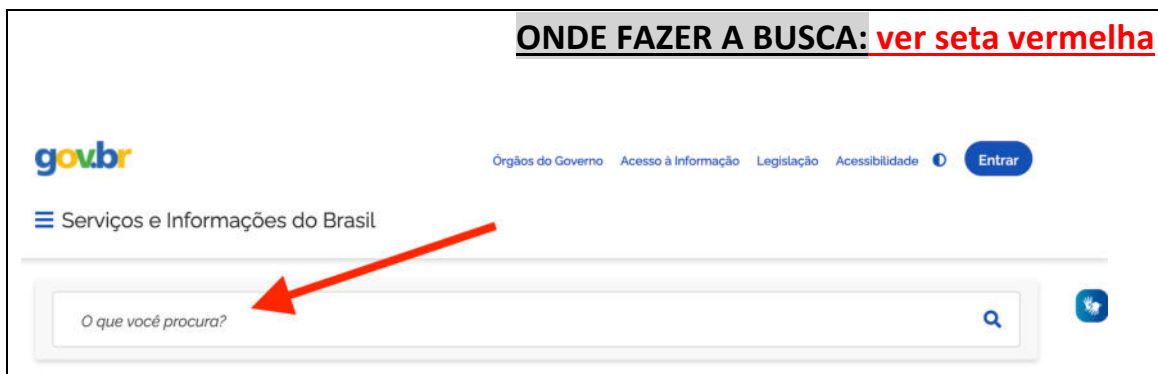 ONDE FAZER A BUSCA: ver seta vermelha
gov.br
Órgãos do Governo Acesso à Informação Legislação Acessibilidade Entrar
Serviços e Informações do Brasil
O que você procura?